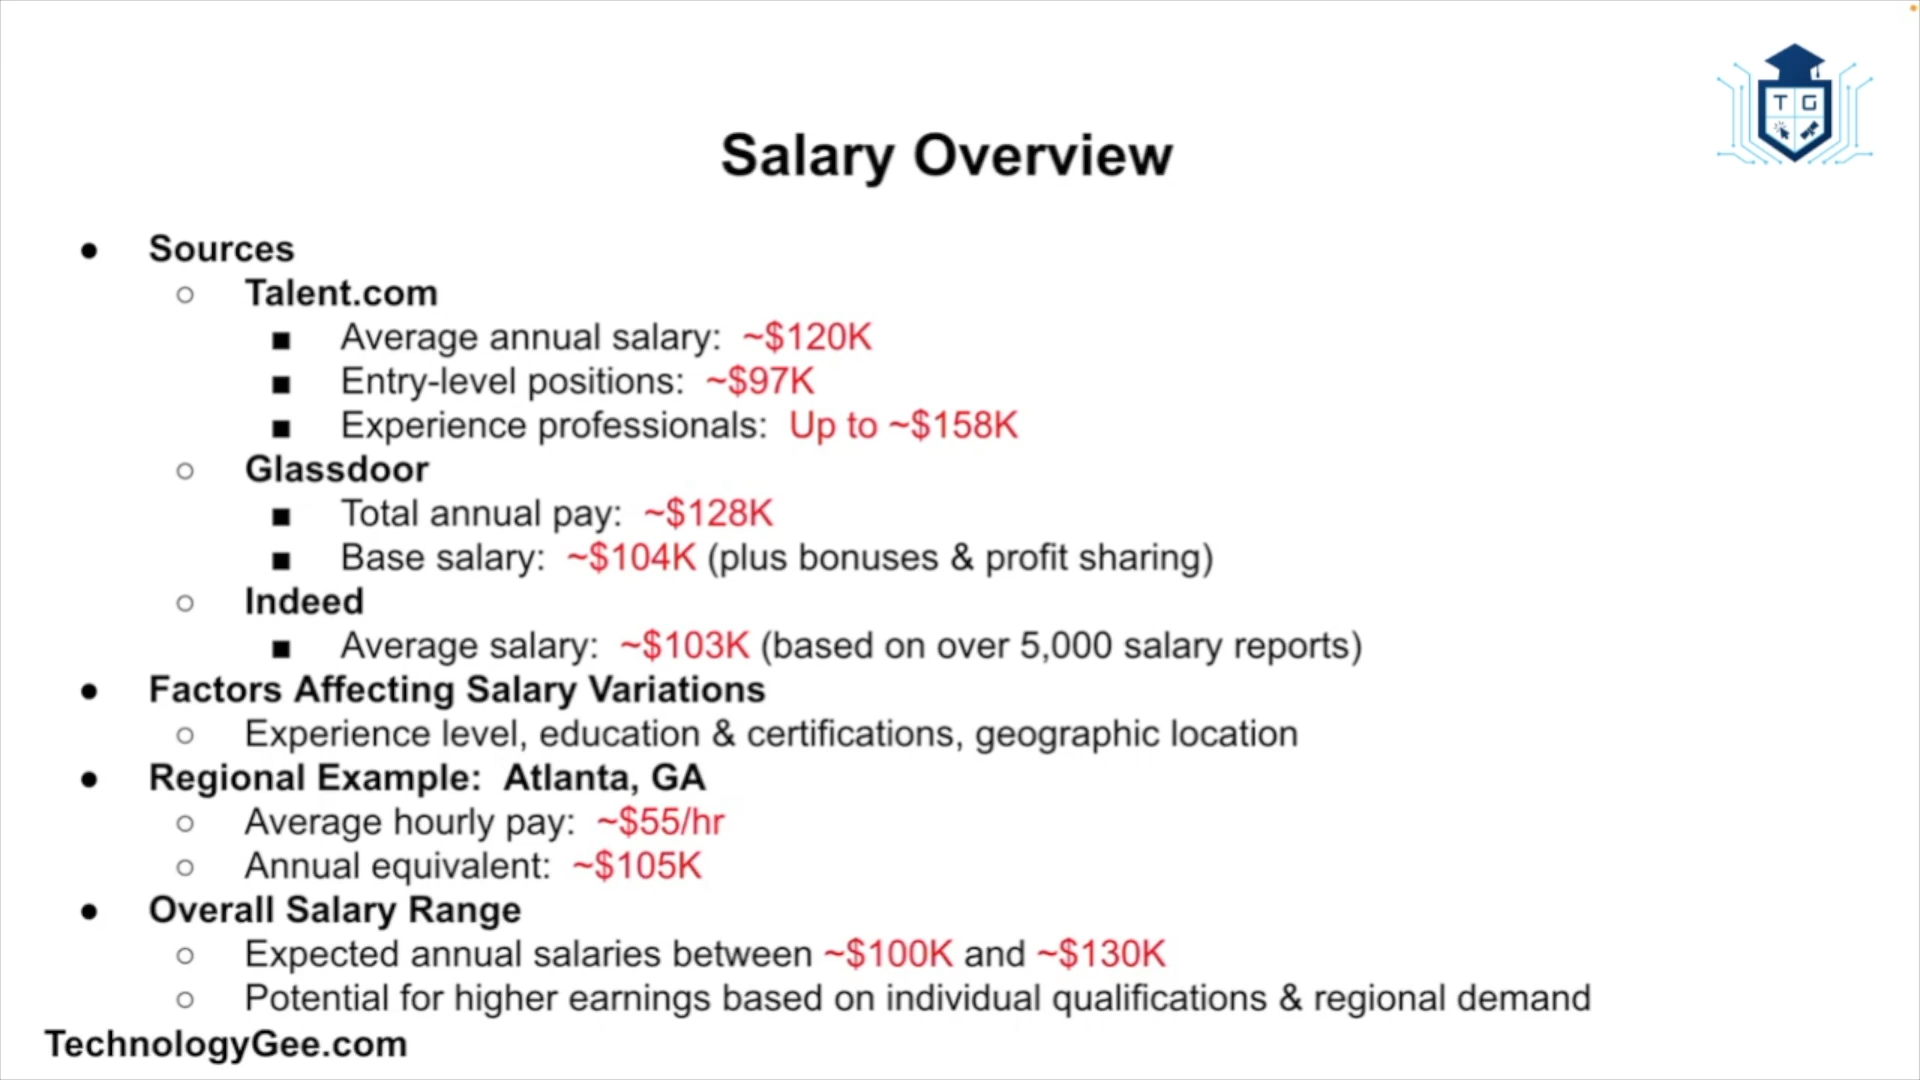 T G
Salary Overview
● Sources
○ Talent.com
■ Average annual salary: ~$120K
■ Entry-level positions: ~$97K
■ Experience professionals: Up to ~$158K
○ Glassdoor
■ Total annual pay: ~$128K
■ Base salary: ~$104K (plus bonuses & profit sharing)
○ Indeed
■ Average salary: ~$103K (based on over 5,000 salary reports)
● Factors Affecting Salary Variations
○ Experience level, education & certifications, geographic location
● Regional Example: Atlanta, GA
○ Average hourly pay: ~$55/hr
○ Annual equivalent: ~$105K
● Overall Salary Range
○ Expected annual salaries between ~$100K and ~$130K
○ Potential for higher earnings based on individual qualifications & regional demand
TechnologyGee.com